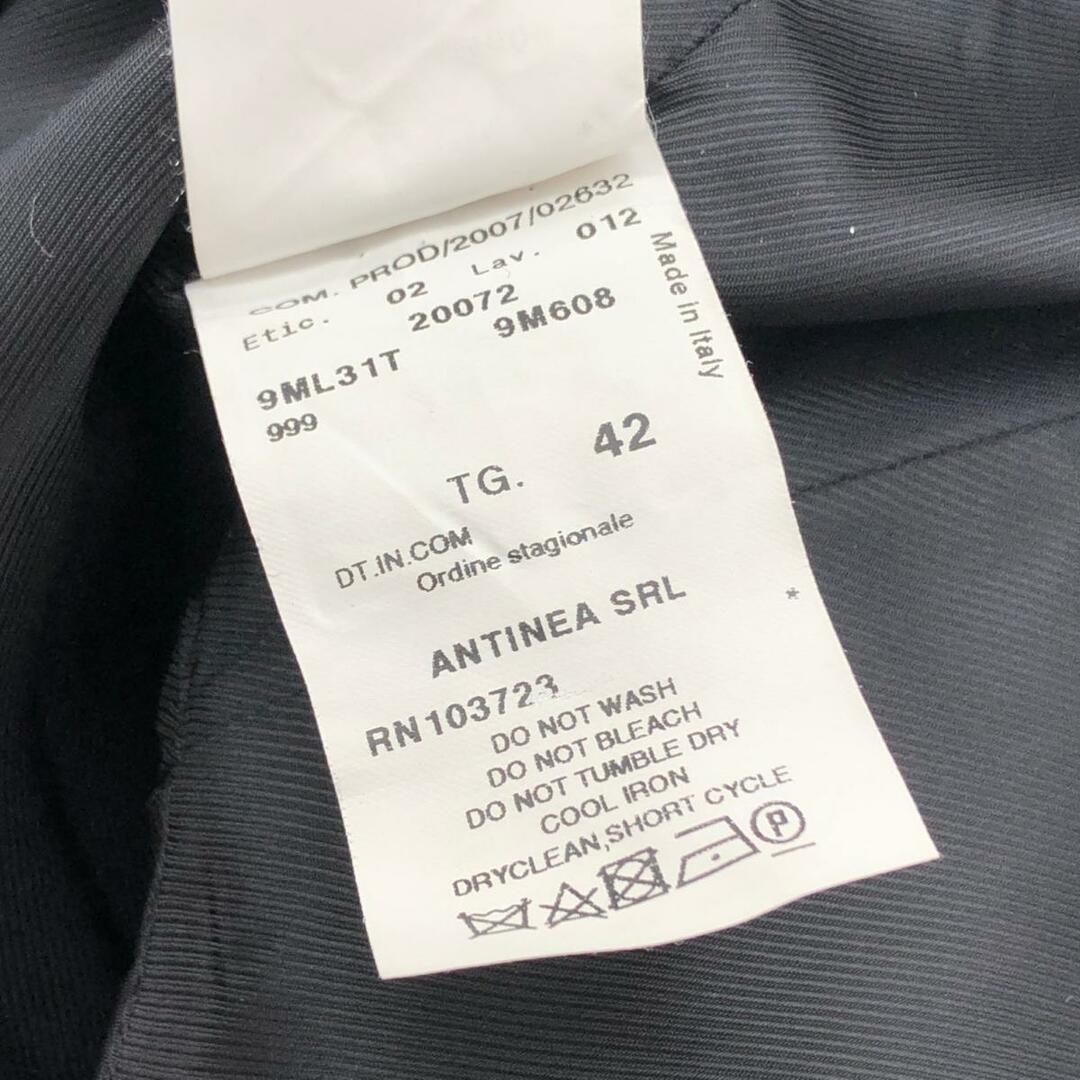 COM. PROD/2007/02632
Etic. 02 Lav. 012
20072
9ML31T 9M608
999
TG. 42
DT.IN.COM
Ordine stagionale
ANTINEA SRL
*
RN103723
DO NOT WASH
DO NOT BLEACH
DO NOT TUMBLE DRY
COOL IRON
DRYCLEAN,SHORT CYCLE
P
Made in Italy